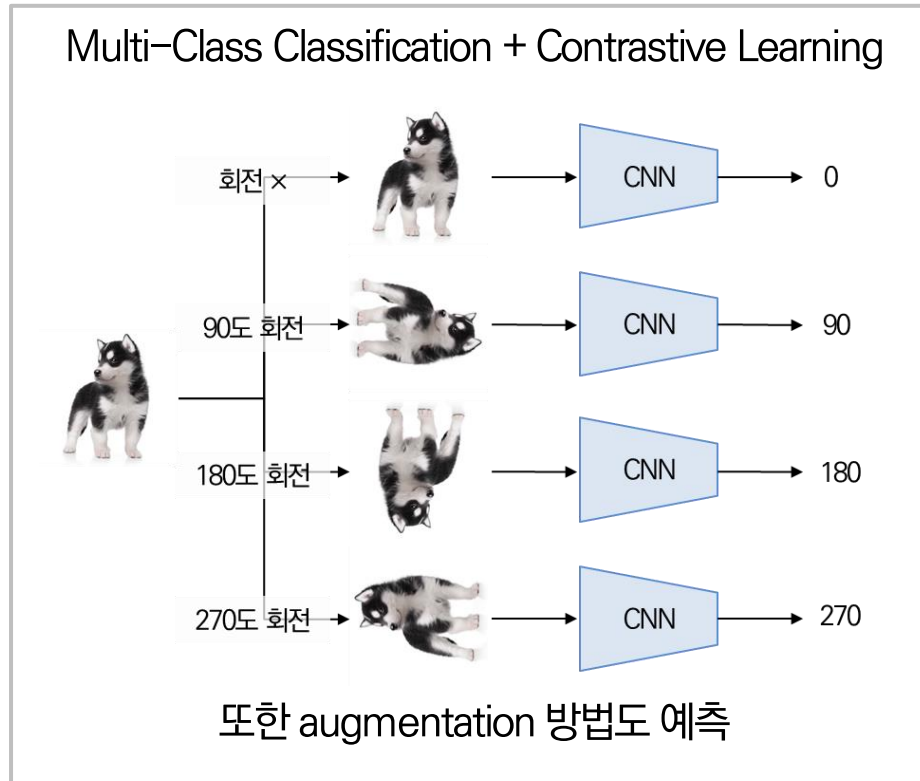 Multi-Class Classification + Contrastive Learning
회전 ×
CNN
0
90도 회전
CNN
90
180도 회전
CNN
180
270도 회전
CNN
270
또한 augmentation 방법도 예측